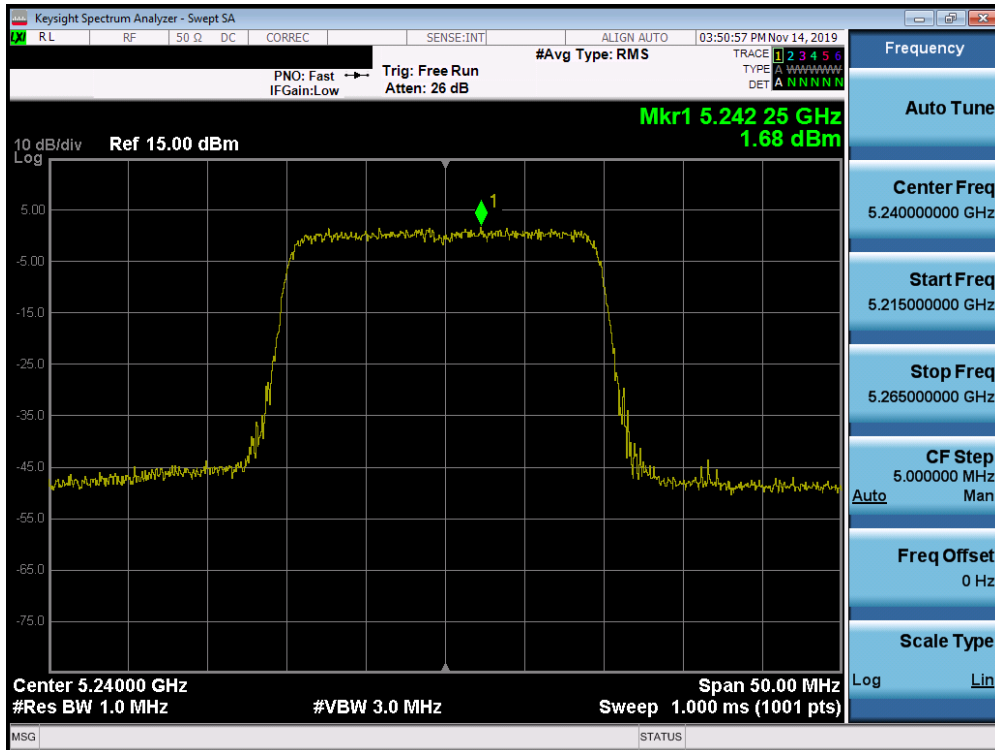 Keysight Spectrum Analyzer - Swept SA
LXI RL RF 50 Ω DC CORREC SENSE:INT ALIGN AUTO 03:50:57 PM Nov 14, 2019
#Avg Type: RMS
TRACE 1 2 3 4 5 6
TYPE A WWWWW
DET A N N N N N
PNO: Fast
IFGain:Low
Trig: Free Run
Atten: 26 dB
Mkr1 5.242 25 GHz
1.68 dBm
10 dB/div Ref 15.00 dBm
Log
1
5.00
-5.00
-15.0
-25.0
-35.0
-45.0
-55.0
-65.0
-75.0
Center 5.24000 GHz Span 50.00 MHz
#Res BW 1.0 MHz #VBW 3.0 MHz Sweep 1.000 ms (1001 pts)
MSG STATUS
Frequency
Auto Tune
Center Freq
5.240000000 GHz
Start Freq
5.215000000 GHz
Stop Freq
5.265000000 GHz
CF Step
5.000000 MHz
Auto Man
Freq Offset
0 Hz
Scale Type
Log Lin